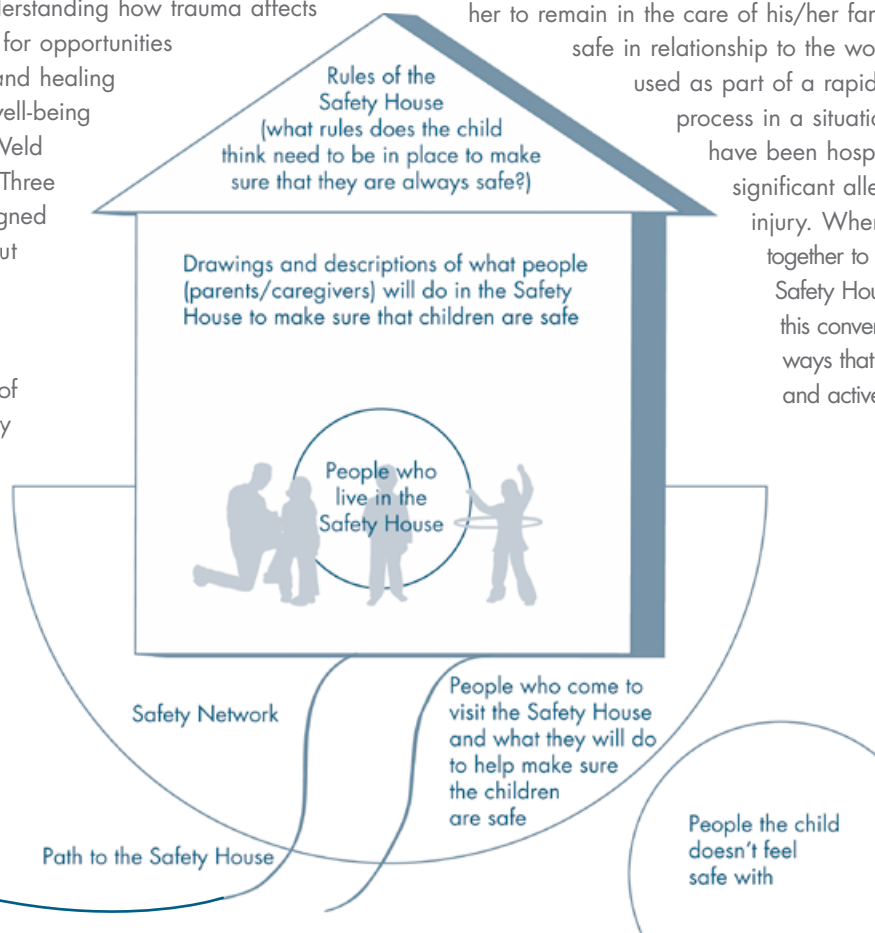 derstanding how trauma affects
for opportunities
and healing
well-being
Weld
Three
gned
ut
of
y
her to remain in the care of his/her far
safe in relationship to the wo
used as part of a rapid
process in a situatio
have been hosp
significant alle
injury. When
together to
Safety Hou
this conver
ways that
and active
Rules of the
Safety House
(what rules does the child
think need to be in place to make
sure that they are always safe?)
Drawings and descriptions of what people
(parents/caregivers) will do in the Safety
House to make sure that children are safe
People who
live in the
Safety House
Safety Network
People who come to
visit the Safety House
and what they will do
to help make sure
the children
are safe
Path to the Safety House
People the child
doesn't feel
safe with